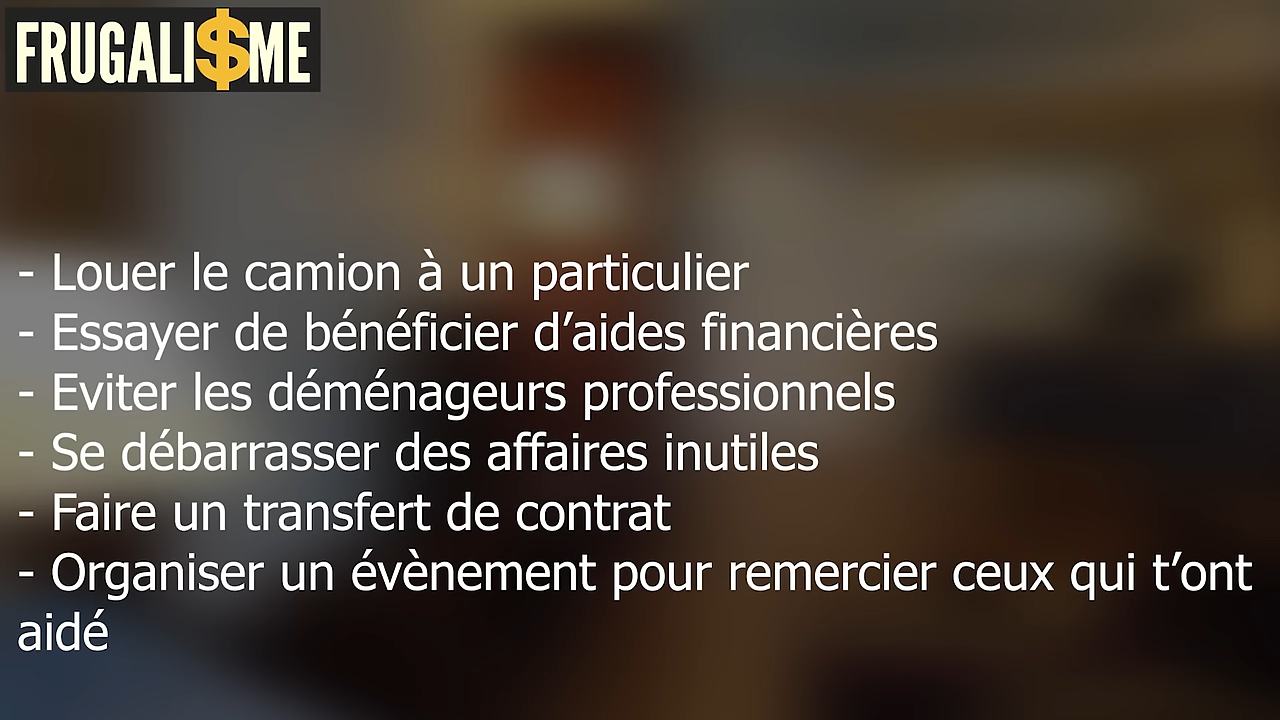 FRUGALI$ME
- Louer le camion à un particulier
- Essayer de bénéficier d’aides financières
- Eviter les déménageurs professionnels
- Se débarrasser des affaires inutiles
- Faire un transfert de contrat
- Organiser un évènement pour remercier ceux qui t’ont
aidé